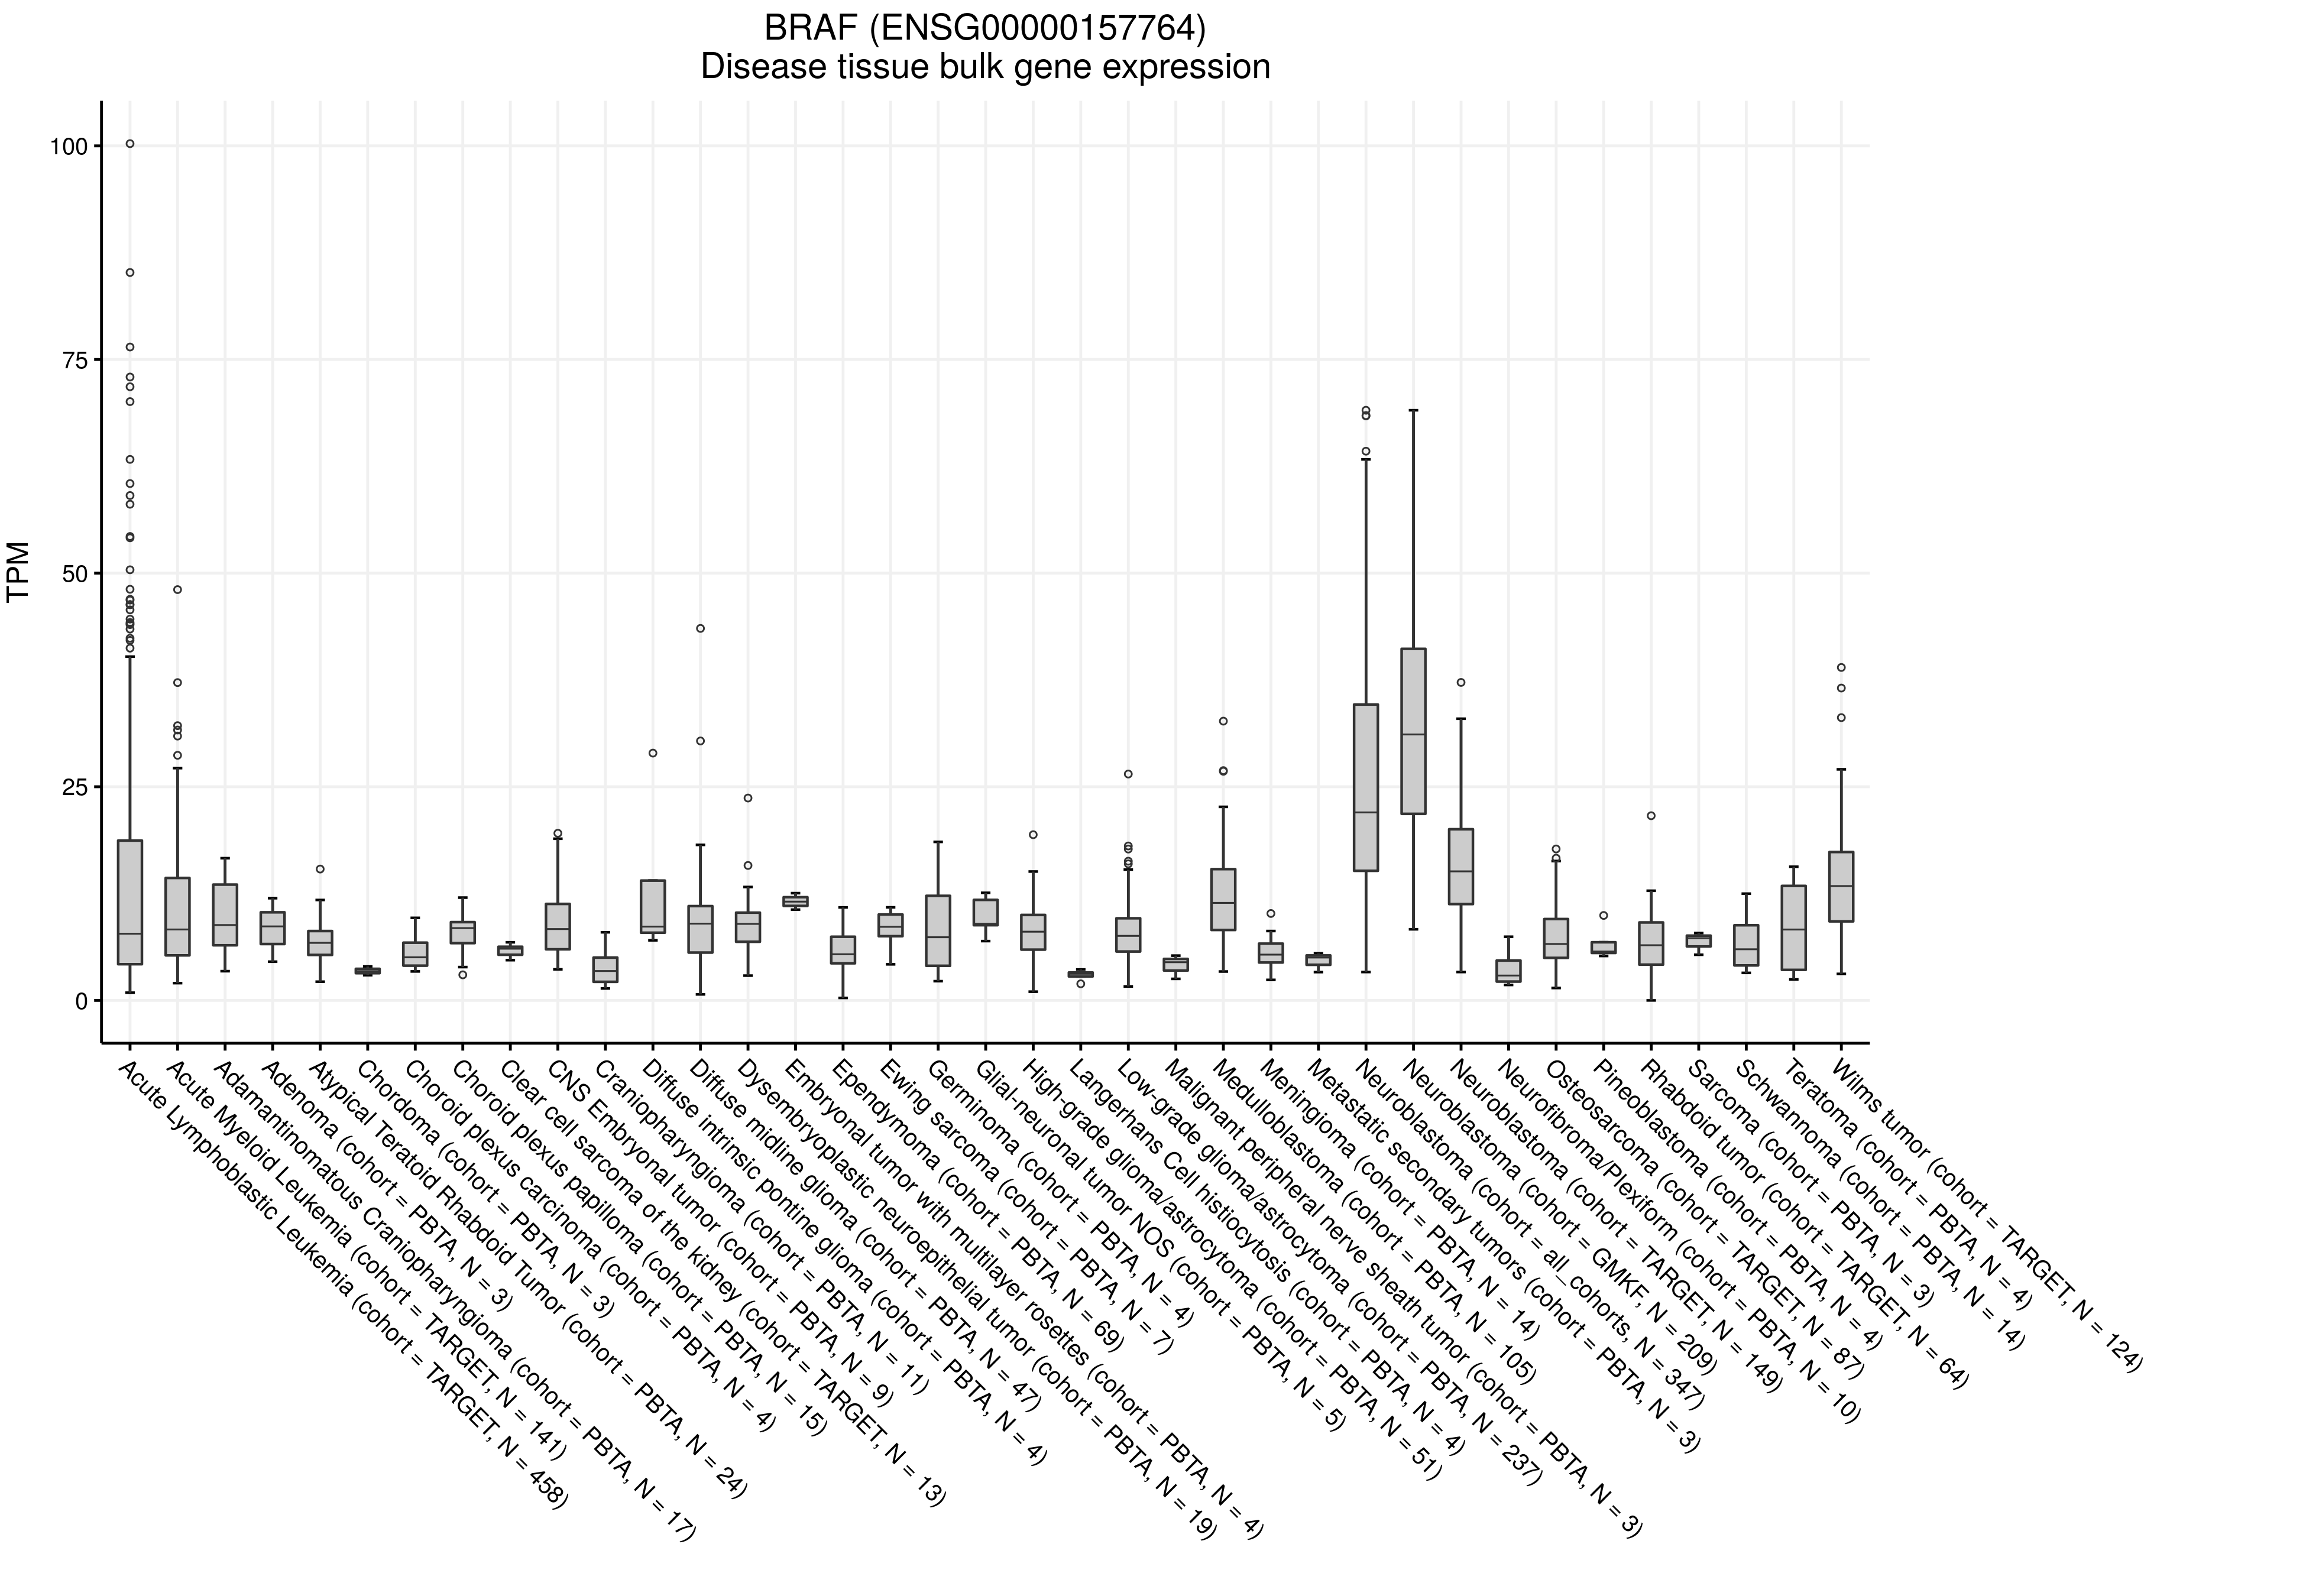 BRAF (ENSG00000157764)
Disease tissue bulk gene expression
TPM
100
75
50
25
0
Acute Lymphoblastic Leukemia (cohort = TARGET, N = 458)
Acute Myeloid Leukemia (cohort = TARGET, N = 141)
Adamantinomatous Craniopharyngioma (cohort = PBTA, N = 17)
Adenoma (cohort = PBTA, N = 3)
Atypical Teratoid Rhabdoid Tumor (cohort = PBTA, N = 24)
Chordoma (cohort = PBTA, N = 3)
Choroid plexus carcinoma (cohort = PBTA, N = 4)
Choroid plexus papilloma (cohort = PBTA, N = 15)
Clear cell sarcoma of the kidney (cohort = TARGET, N = 13)
CNS Embryonal tumor (cohort = PBTA, N = 9)
Craniopharyngioma (cohort = PBTA, N = 11)
Diffuse intrinsic pontine glioma (cohort = PBTA, N = 4)
Diffuse midline glioma (cohort = PBTA, N = 47)
Dysembryoplastic neuroepithelial tumor (cohort = PBTA, N = 19)
Embryonal tumor with multilayer rosettes (cohort = PBTA, N = 4)
Ependymoma (cohort = PBTA, N = 69)
Ewing sarcoma (cohort = PBTA, N = 7)
Germinoma (cohort = PBTA, N = 4)
Glial-neuronal tumor NOS (cohort = PBTA, N = 5)
High-grade glioma/astrocytoma (cohort = PBTA, N = 51)
Langerhans Cell histiocytosis (cohort = PBTA, N = 4)
Low-grade glioma/astrocytoma (cohort = PBTA, N = 237)
Malignant peripheral nerve sheath tumor (cohort = PBTA, N = 3)
Medulloblastoma (cohort = PBTA, N = 105)
Meningioma (cohort = PBTA, N = 14)
Metastatic secondary tumors (cohort = PBTA, N = 3)
Neuroblastoma (cohort = all_cohorts, N = 347)
Neuroblastoma (cohort = GMKF, N = 209)
Neuroblastoma (cohort = TARGET, N = 149)
Neurofibroma/Plexiform (cohort = PBTA, N = 10)
Osteosarcoma (cohort = TARGET, N = 87)
Pineoblastoma (cohort = PBTA, N = 4)
Rhabdoid tumor (cohort = TARGET, N = 64)
Sarcoma (cohort = PBTA, N = 3)
Schwannoma (cohort = PBTA, N = 14)
Teratoma (cohort = PBTA, N = 4)
Wilms tumor (cohort = TARGET, N = 124)